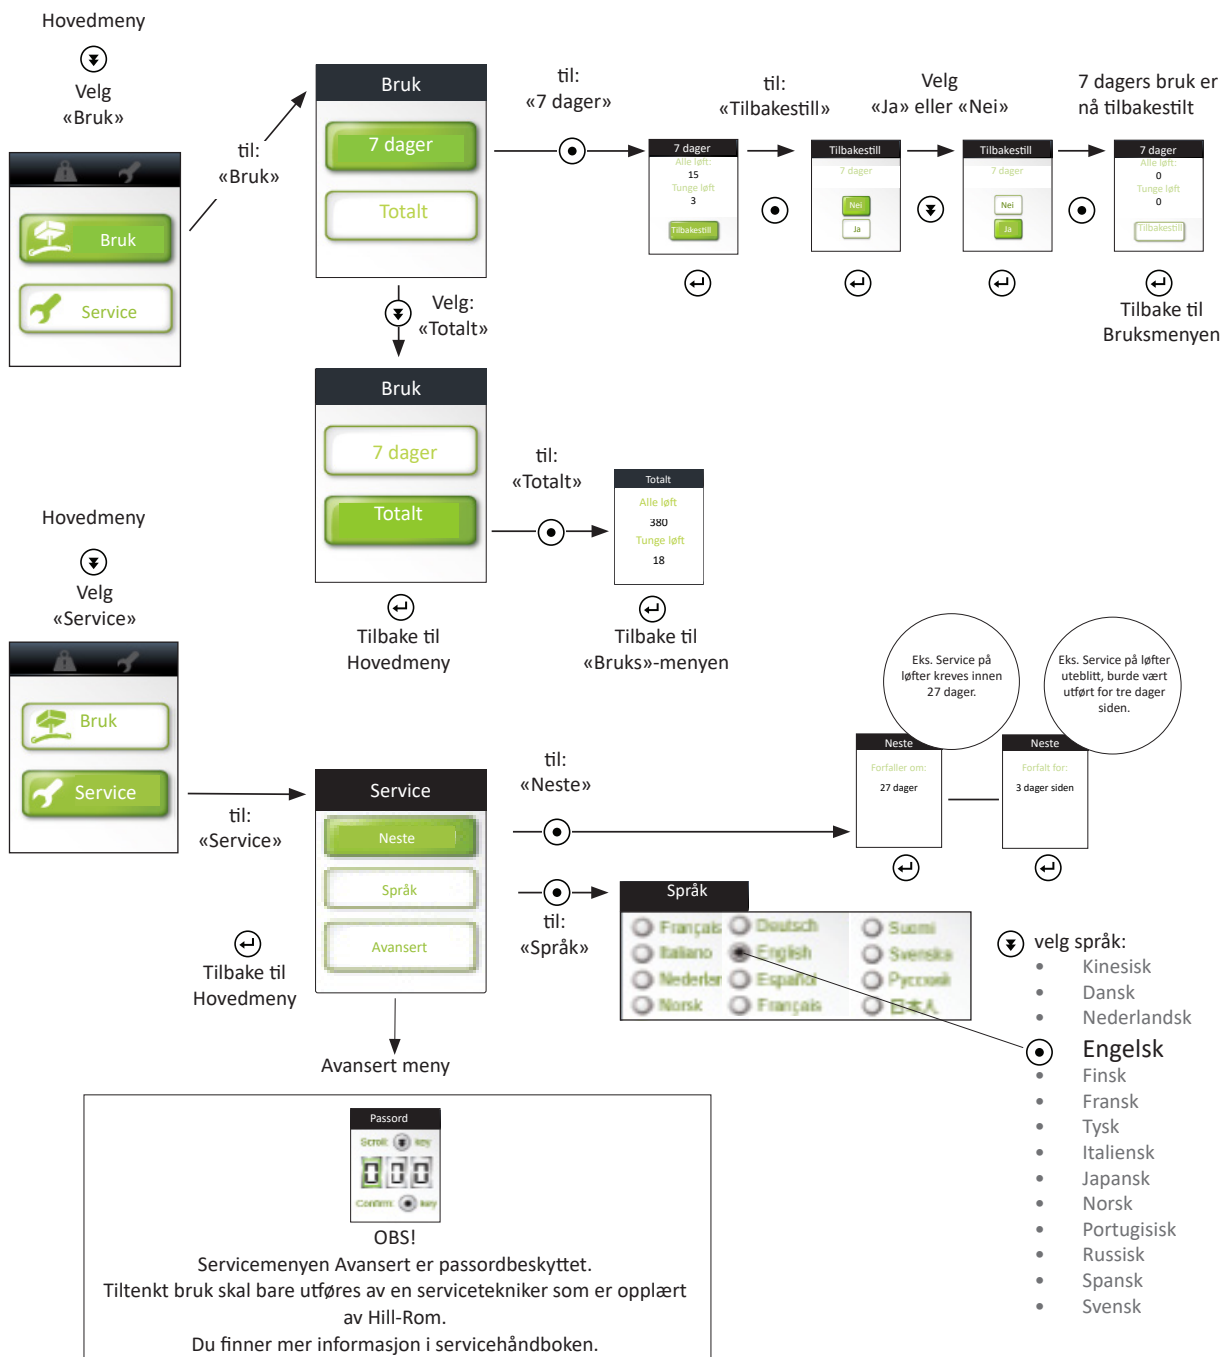 Hovedmeny
Velg
«Bruk»
Bruk
Service
til:
«Bruk»
Bruk
7 dager
Totalt
til:
«7 dager»
7 dager
Alle løft:
15
Tunge løft
3
Tilbakestill
til:
«Tilbakestill»
Tilbakestill
7 dager
Nei
Ja
Velg
«Ja» eller «Nei»
Tilbakestill
7 dager
Nei
Ja
7 dagers bruk er
nå tilbakestilt
7 dager
Alle løft:
0
Tunge løft
0
Tilbakestill
Tilbake til
Bruksmenyen
Velg:
«Totalt»
Bruk
7 dager
Totalt
Tilbake til
Hovedmeny
til:
«Totalt»
Totalt
Alle løft
380
Tunge løft
18
Tilbake til
«Bruks»-menyen
Hovedmeny
Velg
«Service»
Bruk
Service
til:
«Service»
Service
Neste
Språk
Avansert
Tilbake til
Hovedmeny
til:
«Neste»
Eks. Service på
løfter kreves innen
27 dager.
Neste
Forfaller om:
27 dager
Eks. Service på løfter
uteblitt, burde vært
utført for tre dager
siden.
Neste
Forfalt for:
3 dager siden
til:
«Språk»
Språk
Français Deutsch Suomi
Italiano English Svenska
Nederlar Español Русский
Norsk Français 日本人
velg språk:
• Kinesisk
• Dansk
• Nederlandsk
Engelsk
• Finsk
• Fransk
• Tysk
• Italiensk
• Japansk
• Norsk
• Portugisisk
• Russisk
• Spansk
• Svensk
Avansert meny
Passord
Scroll: key
000
Confirm: key
OBS!
Servicemenyen Avansert er passordbeskyttet.
Tiltenkt bruk skal bare utføres av en servicetekniker som er opplært
av Hill-Rom.
Du finner mer informasjon i servicehåndboken.